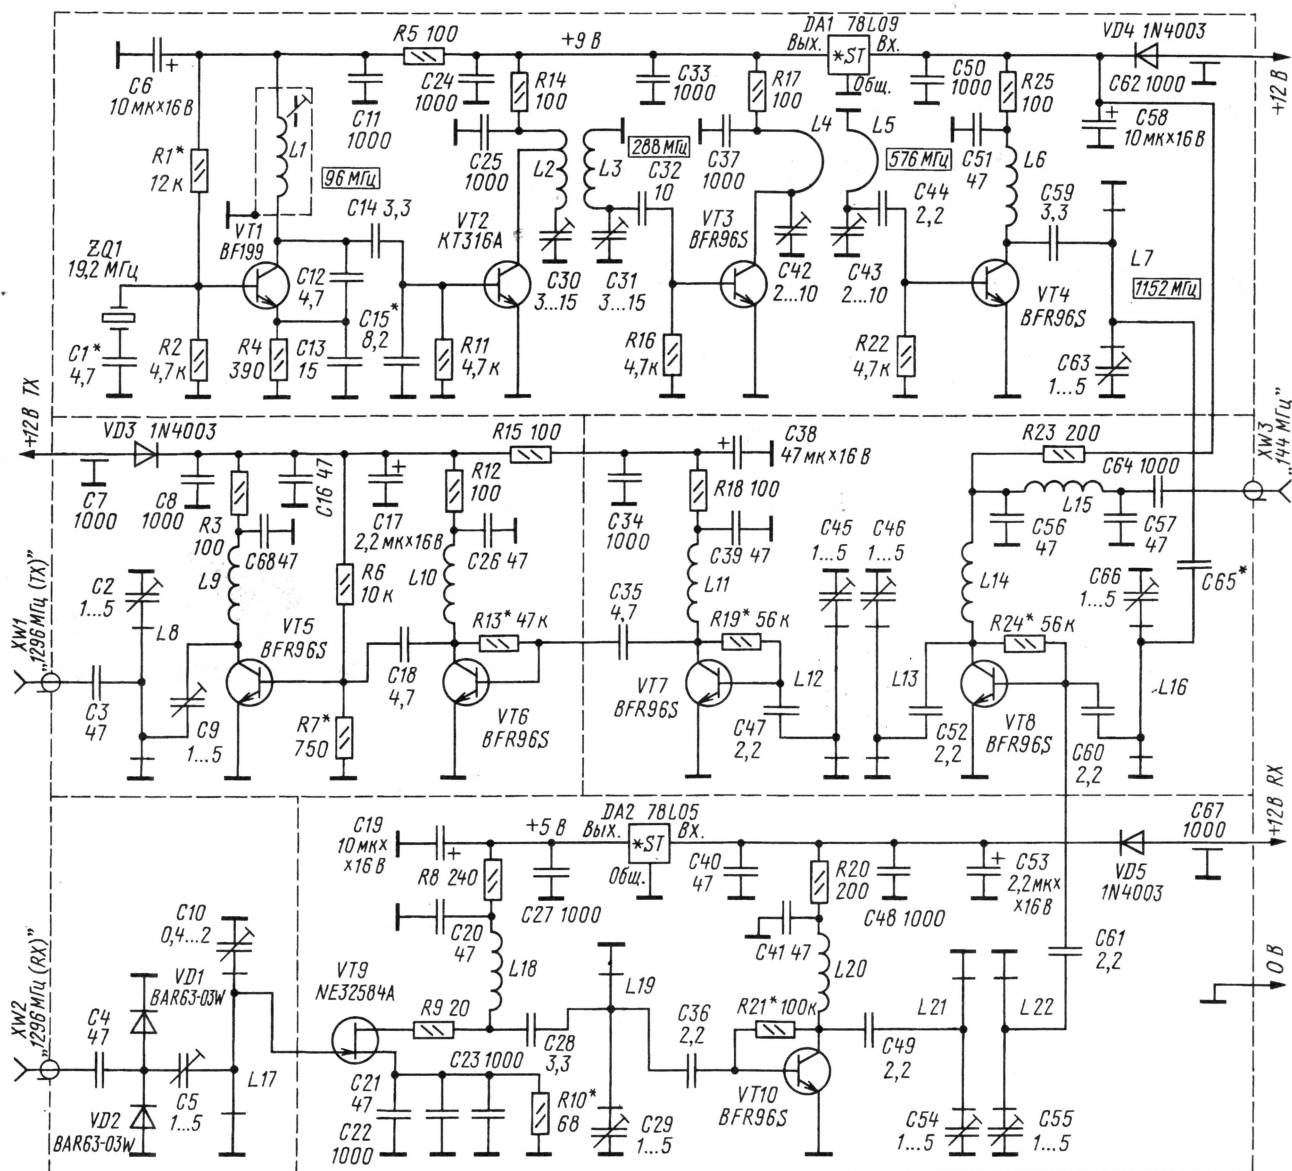 DA1 78L09
Вых.
*ST
Вх.
Общ.
VD4 1N4003
R5 100
+9 В
C6
10 мк×16 В
+
C11
1000
C24
1000
R14
100
C33
1000
R17
100
C50
1000
R25
100
C62 1000
+12 В
+
C58
10 мк×16 В
R1*
12 к
L1
96 МГц
C25
1000
L2
L3
288 МГц
C32
10
C37
1000
L4
L5
576 МГц
C44
2,2
C51
47
L6
C59
3,3
L7
1152 МГц
ZQ1
19,2 МГц
VT1
BF199
C14 3,3
VT2
КТ316А
C12
4,7
C15*
8,2
C30
3...15
C31
3...15
VT3
BFR96S
C42
2...10
C43
2...10
VT4
BFR96S
C1*
4,7
R2
4,7 к
R4
390
C13
15
R11
4,7 к
R16
4,7 к
R22
4,7 к
C63
1...5
+12 В TX
VD3 1N4003
R15 100
C38
47 мк×16 В
+
R23 200
XW3
„144 МГц”
C7
1000
C8
1000
R3
100
C16 47
C17
2,2 мк×16 В
+
R12
100
C34
1000
R18 100
C64 1000
L15
C56
47
C57
47
C68 47
C26 47
C39 47
C45
1...5
C46
1...5
C65*
C66
1...5
XW1
„1296 МГц (TX)”
C2
1...5
L8
L9
R6
10 к
L10
R13* 47 к
C35
4,7
L11
R19* 56 к
L14
R24* 56 к
C3
47
C9
1...5
VT5
BFR96S
R7*
750
C18
4,7
VT6
BFR96S
VT7
BFR96S
C47
2,2
L12
L13
C52
2,2
VT8
BFR96S
C60
2,2
L16
C19
10 мк×
×16 В
+
+5 В
DA2 78L05
Вых.
*ST
Вх.
Общ.
C67
1000
+12 В RX
VD5
1N4003
R8 240
C27 1000
C40
47
R20
200
C48 1000
+
C53
2,2 мк×
×16 В
C20
47
C41 47
C61
2,2
0 В
XW2
„1296 МГц (RX)”
C10
0,4...2
VD1
BAR63-03W
VT9
NE32584A
L18
L19
L20
L21
L22
R9 20
C28
3,3
C36
2,2
R21* 100к
C49
2,2
C4
47
VD2
BAR63-03W
C5
1...5
L17
C21
47
C22
1000
C23 1000
R10*
68
C29
1...5
VT10
BFR96S
C54
1...5
C55
1...5